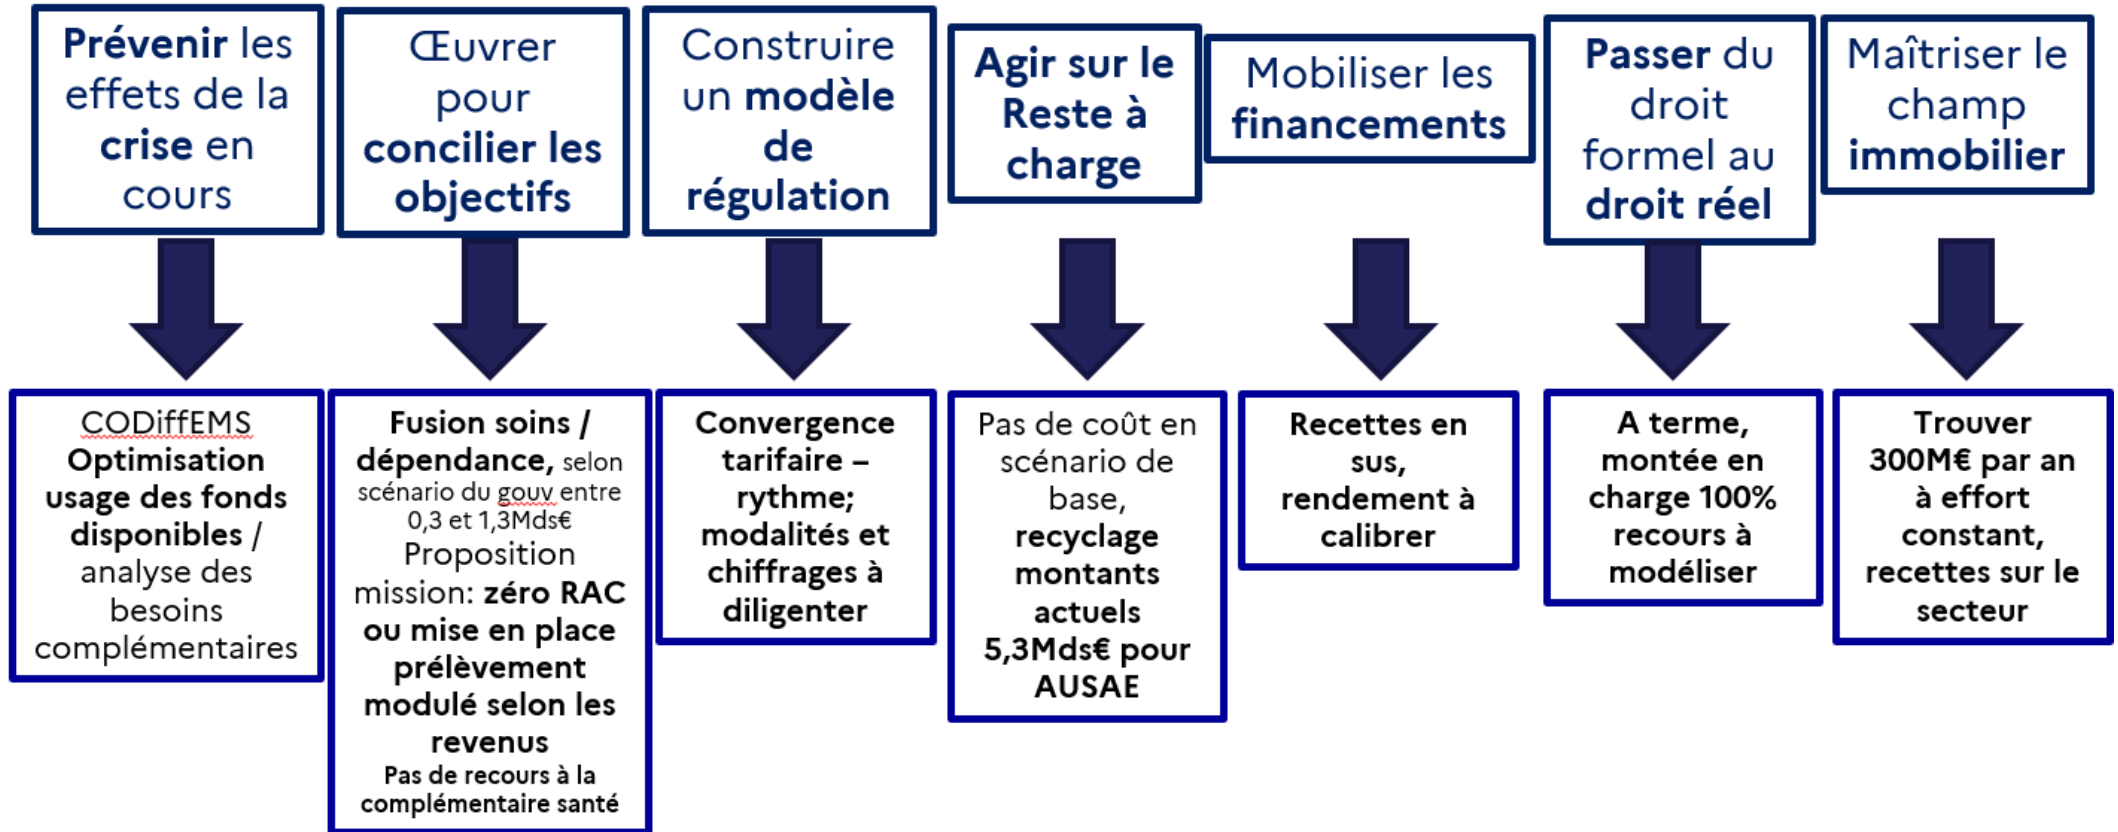 Prévenir les
effets de la
crise en
cours
Œuvrer
pour
concilier les
objectifs
Construire
un modèle
de
régulation
Agir sur le
Reste à
charge
Mobiliser les
financements
Passer du
droit
formel au
droit réel
Maîtriser le
champ
immobilier
CODiffEMS
Optimisation
usage des fonds
disponibles /
analyse des
besoins
complémentaires
Fusion soins /
dépendance, selon
scénario du gouv entre
0,3 et 1,3Mds€
Proposition
mission: zéro RAC
ou mise en place
prélèvement
modulé selon les
revenus
Pas de recours à la
complémentaire santé
Convergence
tarifaire –
rythme;
modalités et
chiffrages à
diligenter
Pas de coût en
scénario de
base,
recyclage
montants
actuels
5,3Mds€ pour
AUSAE
Recettes en
sus,
rendement à
calibrer
A terme,
montée en
charge 100%
recours à
modéliser
Trouver
300M€ par an
à effort
constant,
recettes sur le
secteur